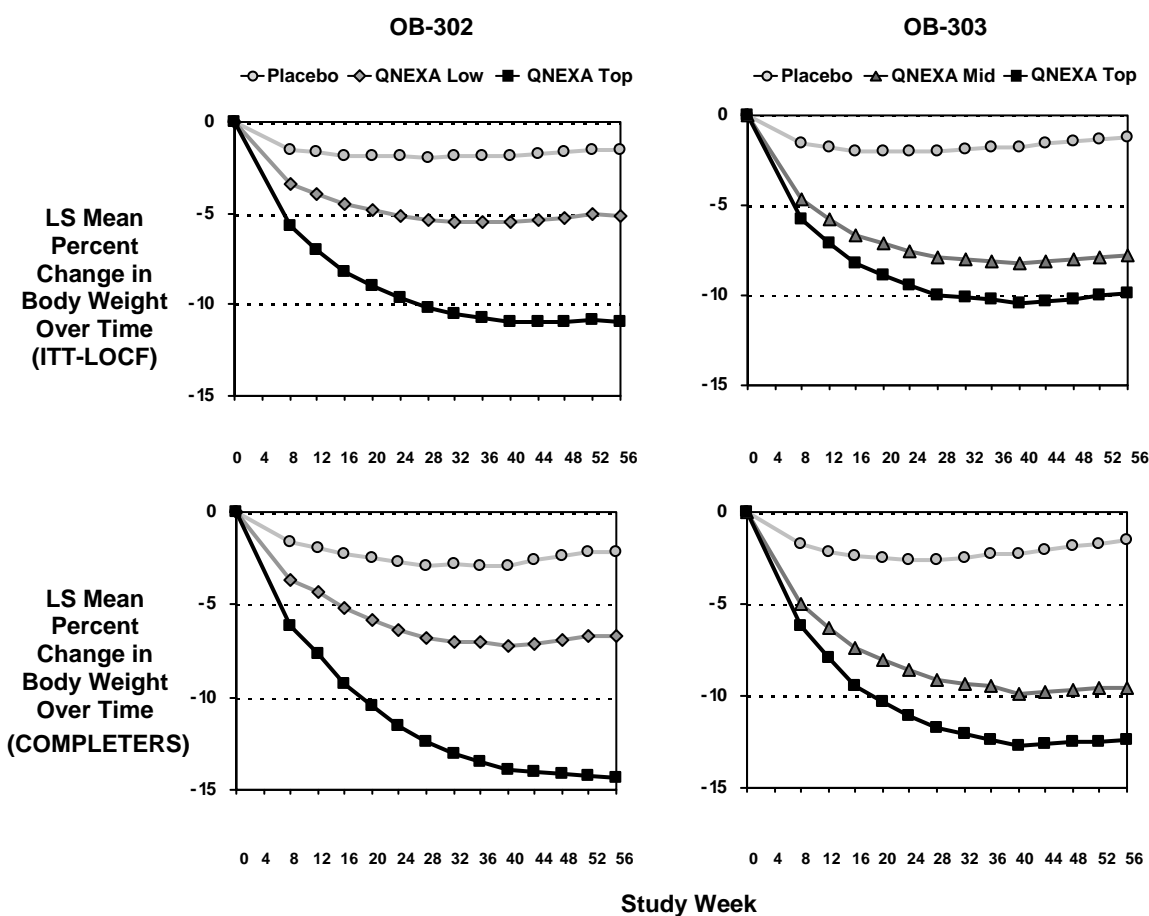 OB-302
OB-303
Placebo QNEXA Low QNEXA Top
Placebo QNEXA Mid QNEXA Top
LS Mean
Percent
Change in
Body Weight
Over Time
(ITT-LOCF)
0
-5
-10
-15
0 4 8 12 16 20 24 28 32 36 40 44 48 52 56
0
-5
-10
-15
0 4 8 12 16 20 24 28 32 36 40 44 48 52 56
LS Mean
Percent
Change in
Body Weight
Over Time
(COMPLETERS)
0
-5
-10
-15
0 4 8 12 16 20 24 28 32 36 40 44 48 52 56
0
-5
-10
-15
0 4 8 12 16 20 24 28 32 36 40 44 48 52 56
Study Week